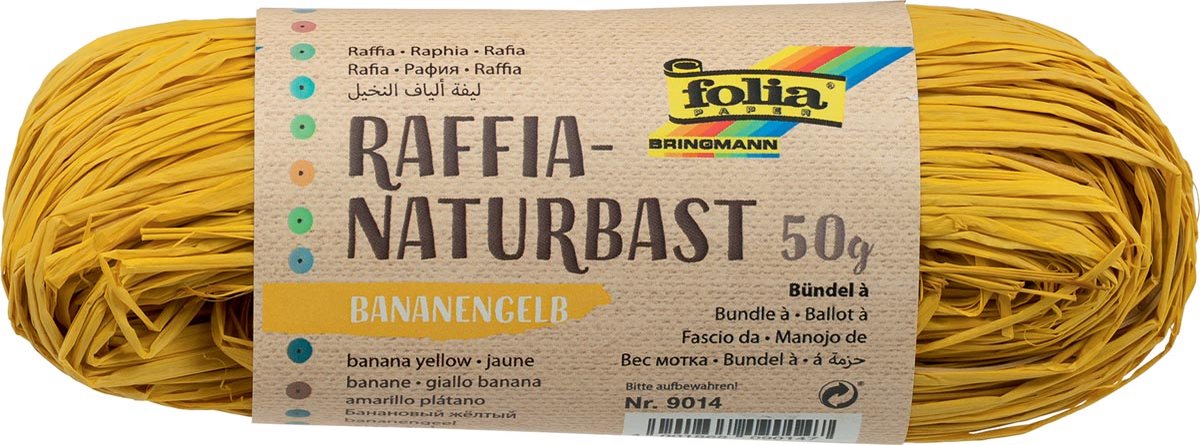 Raffia • Raphia • Rafia
Rafia • Рафия • Raffia
ليفة ألياف النخيل
folia®
PAPER
BRINGMANN
RAFFIA-
NATURBAST 50g
BANANENGELB
banana yellow • jaune
banane • giallo banana
amarillo plátano
Банановый жёлтый
bananengeel
Bündel à
Bundle à • Ballot à
Fascio da • Manojo de
Вес мотка • Bundel à • á حزمة
Bitte aufbewahren!
Nr. 9014